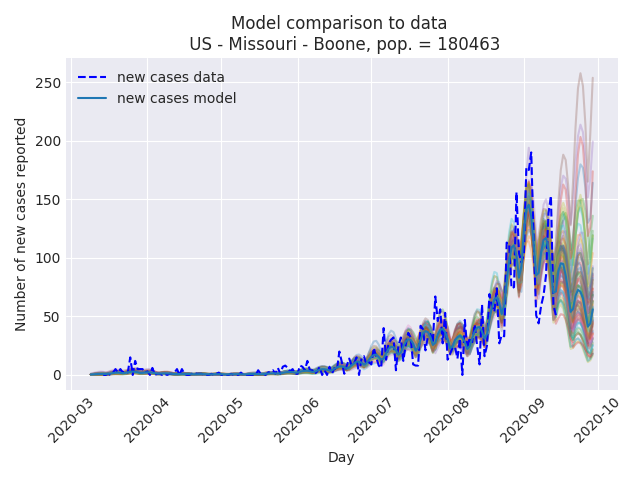 Model comparison to data
US - Missouri - Boone, pop. = 180463
new cases data
new cases model
Number of new cases reported
250
200
150
100
50
0
2020-03
2020-04
2020-05
2020-06
2020-07
2020-08
2020-09
2020-10
Day